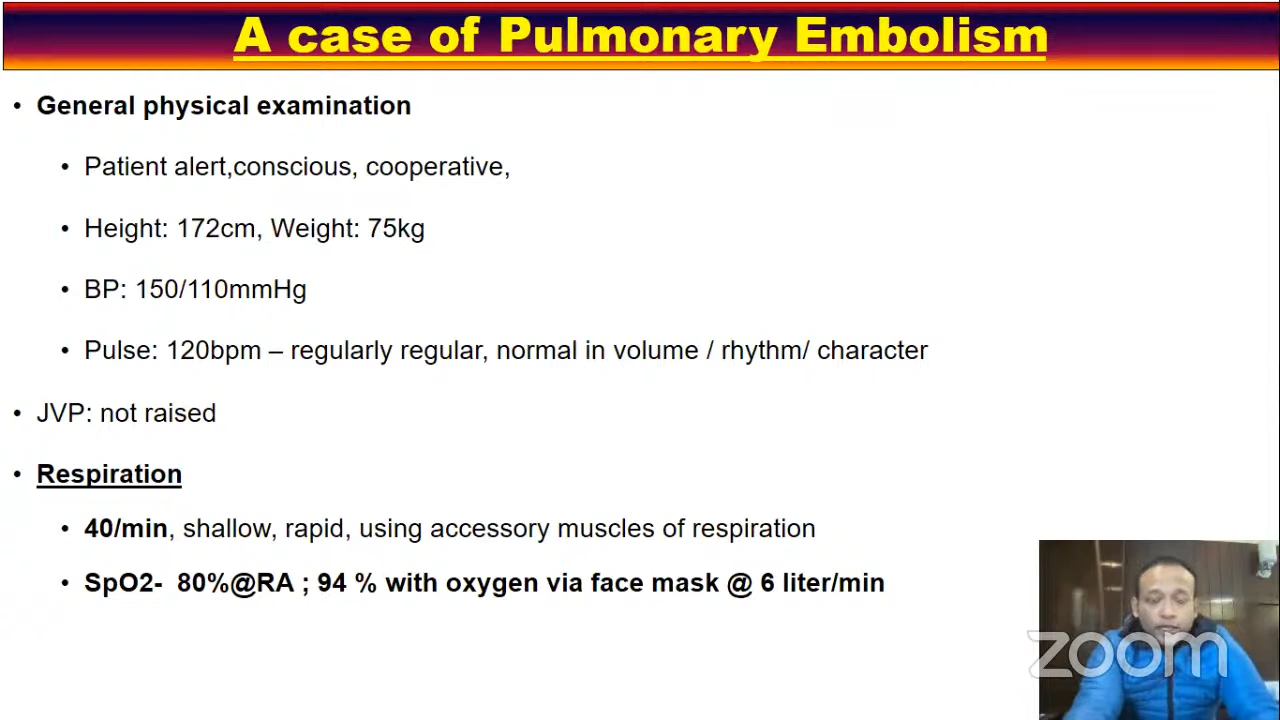 A case of Pulmonary Embolism
• General physical examination
• Patient alert,conscious, cooperative,
• Height: 172cm, Weight: 75kg
• BP: 150/110mmHg
• Pulse: 120bpm – regularly regular, normal in volume / rhythm/ character
• JVP: not raised
• Respiration
• 40/min, shallow, rapid, using accessory muscles of respiration
• SpO2- 80%@RA ; 94 % with oxygen via face mask @ 6 liter/min
zoom